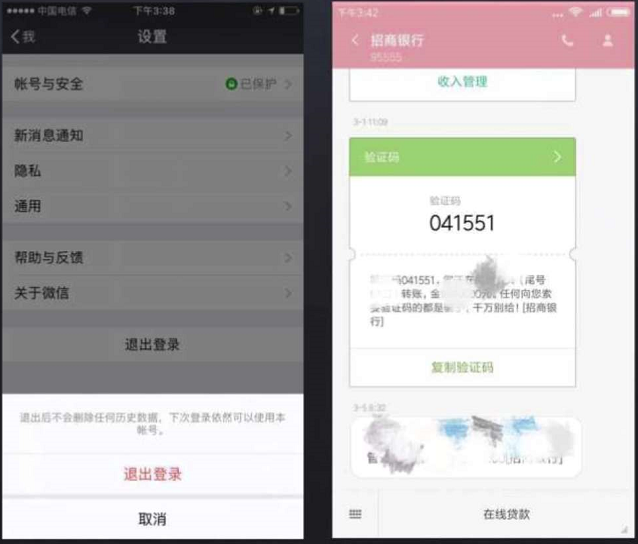 中国电信
下午3:38
我
设置
帐号与安全
已保护
新消息通知
隐私
通用
帮助与反馈
关于微信
退出登录
退出后不会删除任何历史数据，下次登录依然可以使用本
帐号。
退出登录
取消
下午3:42
招商银行
95555
收入管理
3-1 11:09
验证码
验证码
041551
码041551，
尾号
转账，金
元，任何向您索
要验证码的都是骗子，千万别给！[招商银
行]
复制验证码
3-5 8:32
在线贷款